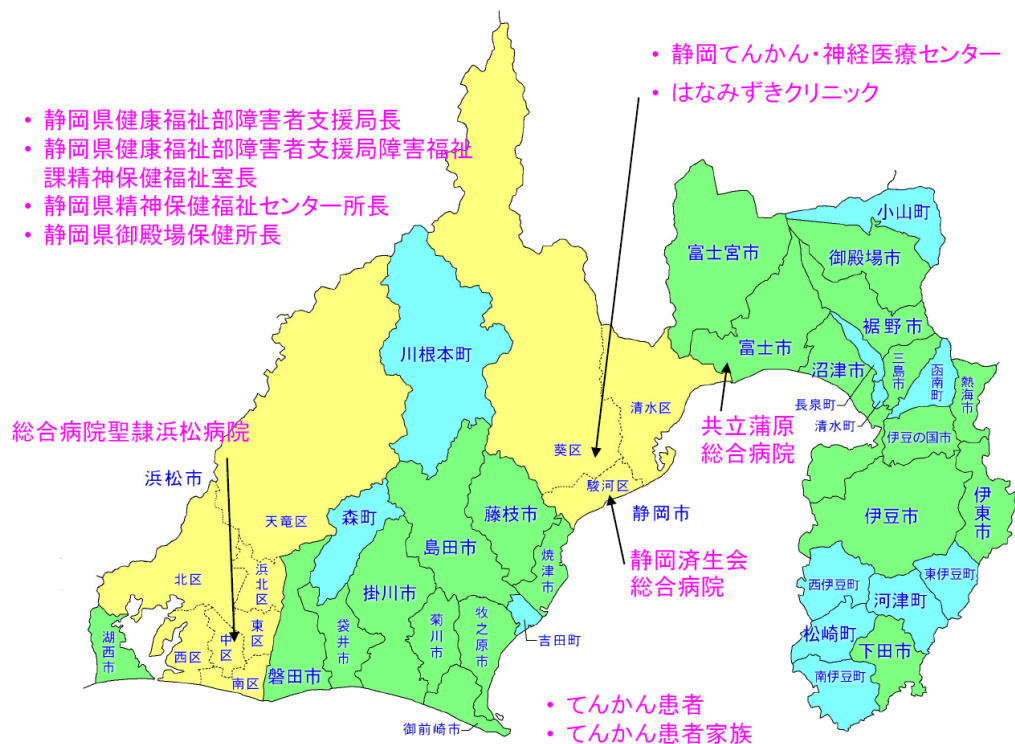 ・静岡てんかん・神経医療センター
・はなみずきクリニック
・静岡県健康福祉部障害者支援局長
・静岡県健康福祉部障害者支援局障害福祉
課精神保健福祉室長
・静岡県精神保健福祉センター所長
・静岡県御殿場保健所長
小山町
富士宮市
御殿場市
裾野市
富士市
沼津市
三島市
函南町
熱海市
長泉町
清水町
伊豆の国市
川根本町
清水区
共立蒲原
総合病院
総合病院聖隷浜松病院
葵区
浜松市
駿河区
静岡市
伊豆市
伊東市
天竜区
森町
藤枝市
島田市
焼津市
静岡済生会
総合病院
北区
浜北区
掛川市
西伊豆町
東伊豆町
河津町
湖西市
西区
中区
東区
南区
磐田市
袋井市
菊川市
牧之原市
吉田町
松崎町
下田市
南伊豆町
御前崎市
・てんかん患者
・てんかん患者家族